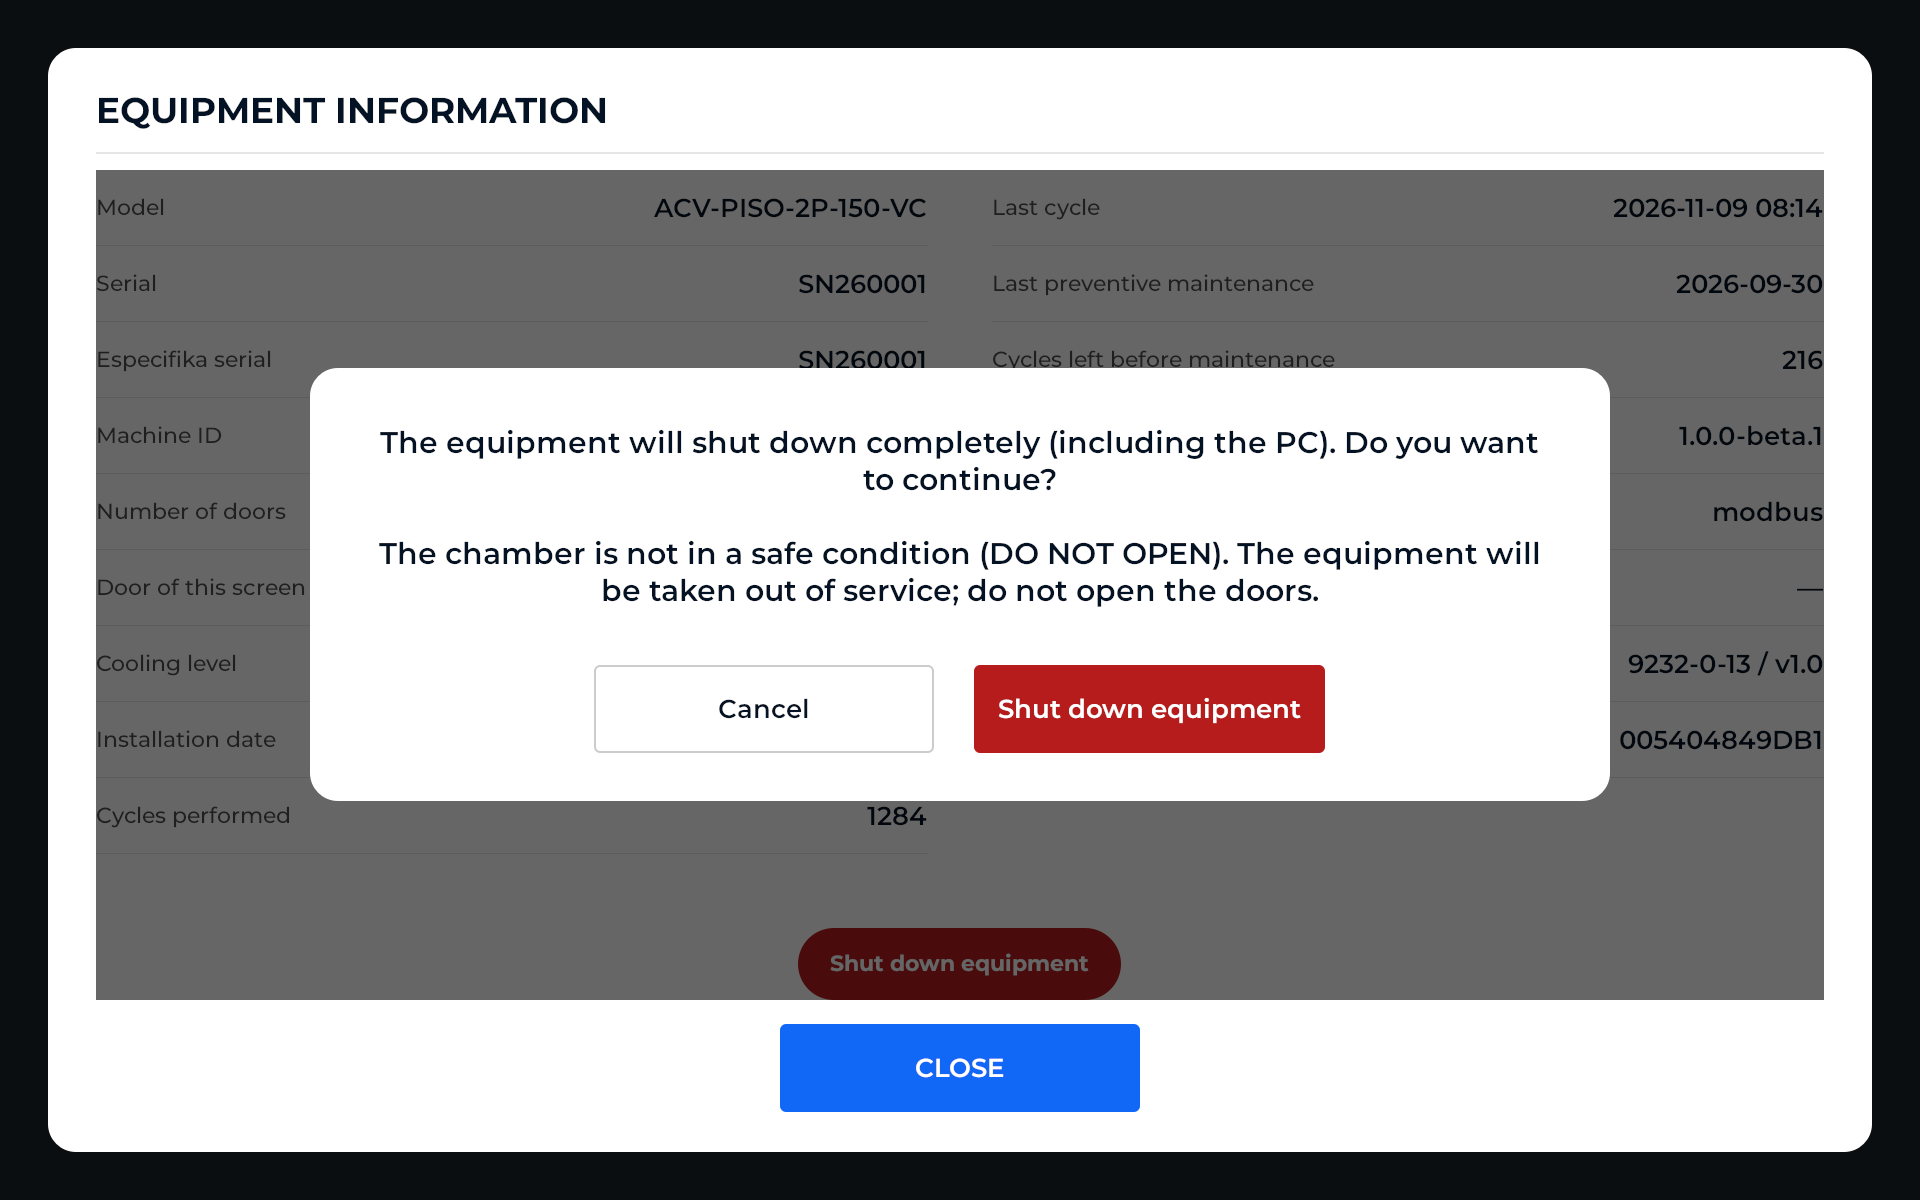 EQUIPMENT INFORMATION
Model
ACV-PISO-2P-150-VC
Last cycle
2026-11-09 08:14
Serial
SN260001
Last preventive maintenance
2026-09-30
Especifika serial
SN260001
Cycles left before maintenance
216
Machine ID
1.0.0-beta.1
Number of doors
modbus
Door of this screen
—
Cooling level
9232-0-13 / v1.0
Installation date
005404849DB1
Cycles performed
1284
The equipment will shut down completely (including the PC). Do you want
to continue?
The chamber is not in a safe condition (DO NOT OPEN). The equipment will
be taken out of service; do not open the doors.
Cancel
Shut down equipment
Shut down equipment
CLOSE